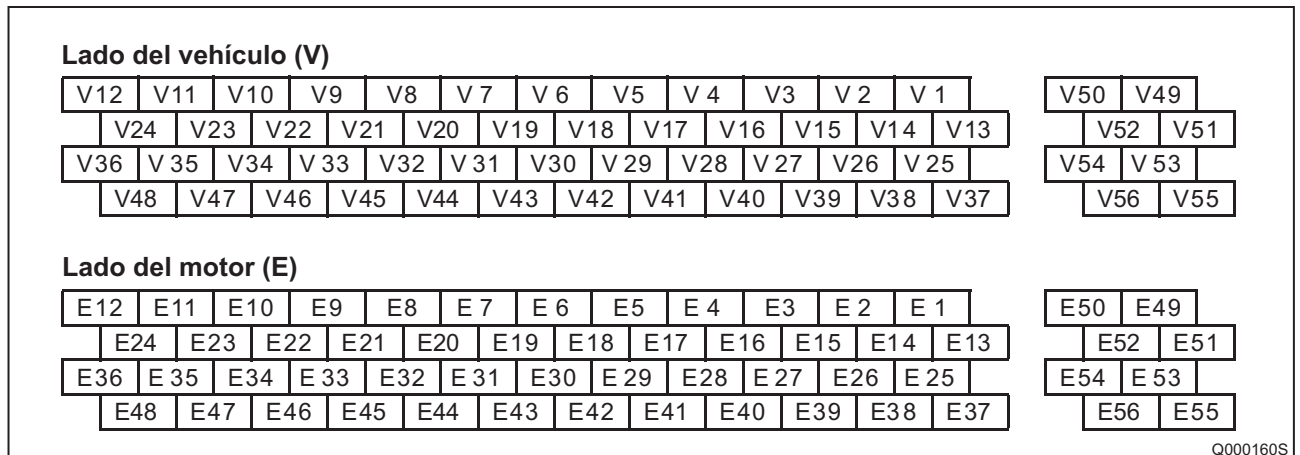 Lado del vehículo (V)
V12 V11 V10 V9 V8 V 7 V 6 V5 V 4 V3 V 2 V 1 V50 V49
V24 V23 V22 V21 V20 V19 V18 V17 V16 V15 V14 V13 V52 V51
V36 V 35 V34 V 33 V32 V 31 V30 V 29 V28 V 27 V26 V 25 V54 V 53
V48 V47 V46 V45 V44 V43 V42 V41 V40 V39 V38 V37 V56 V55
Lado del motor (E)
E12 E11 E10 E9 E8 E 7 E 6 E5 E 4 E3 E 2 E 1 E50 E49
E24 E23 E22 E21 E20 E19 E18 E17 E16 E15 E14 E13 E52 E51
E36 E 35 E34 E 33 E32 E 31 E30 E 29 E28 E 27 E26 E 25 E54 E 53
E48 E47 E46 E45 E44 E43 E42 E41 E40 E39 E38 E37 E56 E55
Q000160S